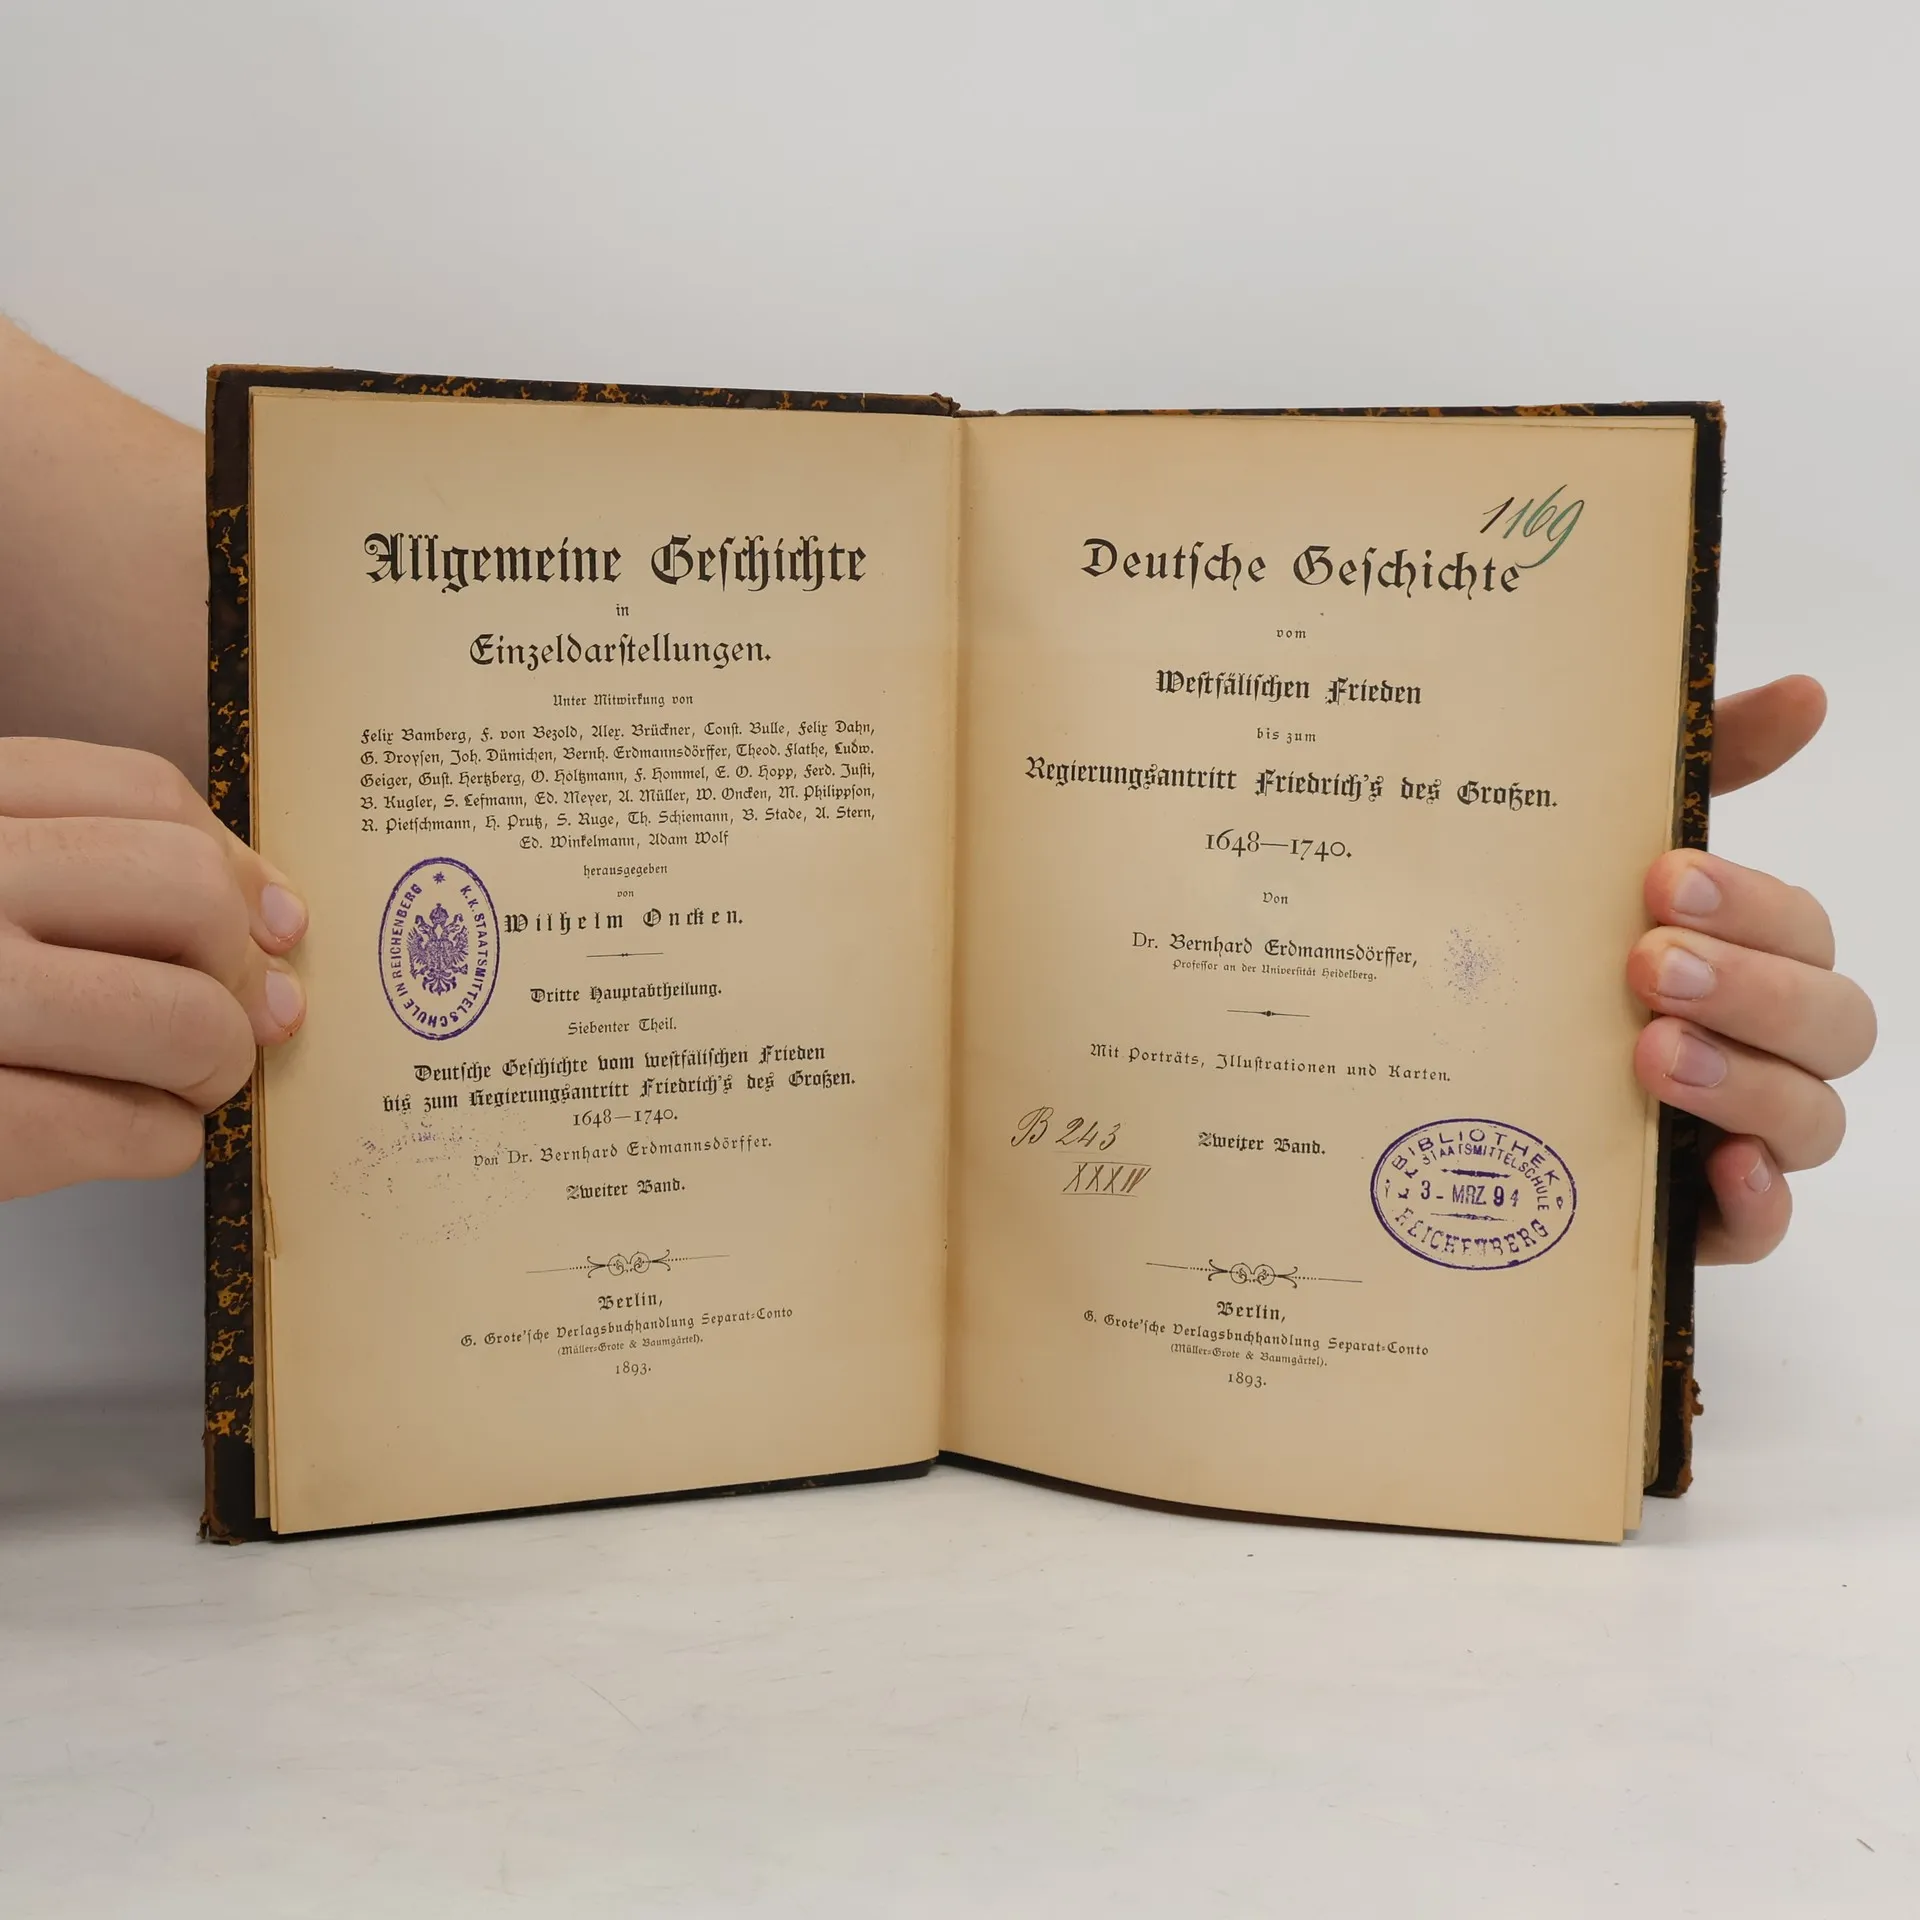 Allgemeine Geschichte
in
Einzeldarstellungen.
Unter Mitwirkung von
Felix Bamberg, F. von Bezold, Alex. Brückner, Const. Bulle, Felix Dahn,
G. Droysen, Joh. Dümichen, Bernh. Erdmannsdörffer, Theod. Flathe, Ludw.
Geiger, Gust. Hertzberg, O. Holtzmann, F. Hommel, E. O. Hopp, Ferd. Justi,
B. Kugler, S. Lefmann, Ed. Meyer, A. Müller, W. Oncken, M. Philippson,
R. Pietschmann, H. Prutz, S. Ruge, Th. Schiemann, B. Stade, A. Stern,
Ed. Winkelmann, Adam Wolf
herausgegeben
von
Wilhelm Oncken.
K.K. STAATSMITTELSCHULE IN REICHENBERG
Dritte Hauptabtheilung.
Siebenter Theil.
Deutsche Geschichte vom westfälischen Frieden
bis zum Regierungsantritt Friedrich's des Großen.
1648—1740.
Von Dr. Bernhard Erdmannsdörffer.
Zweiter Band.
Berlin,
G. Grote'sche Verlagsbuchhandlung Separat-Conto
(Müller-Grote & Baumgärtel).
1893.
1169
Deutsche Geschichte
vom
Westfälischen Frieden
bis zum
Regierungsantritt Friedrich's des Großen.
1648—1740.
Von
Dr. Bernhard Erdmannsdörffer,
Professor an der Universität Heidelberg.
Mit Porträts, Illustrationen und Karten.
B 243
XXXIV
Zweiter Band.
BIBLIOTHEK
STAATSMITTELSCHULE
3 - MRZ. 94
REICHENBERG
Berlin,
G. Grote'sche Verlagsbuchhandlung Separat-Conto
(Müller-Grote & Baumgärtel).
1893.